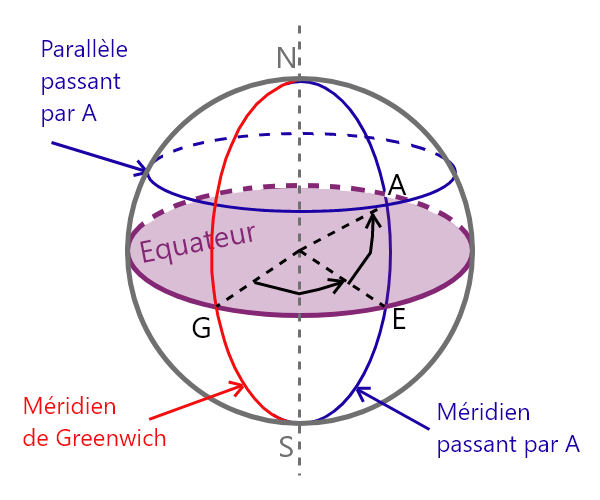 Parallèle
passant
par A
N
A
Equateur
G
E
Méridien
de Greenwich
S
Méridien
passant par A